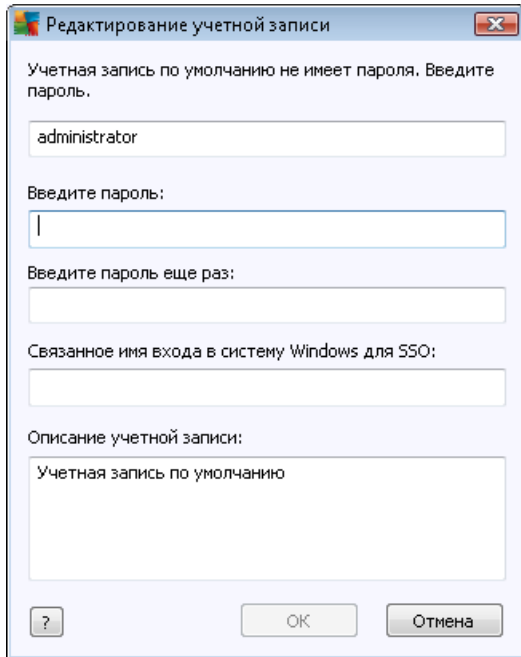 Редактирование учетной записи
Учетная запись по умолчанию не имеет пароля. Введите
пароль.
administrator
Введите пароль:
Введите пароль еще раз:
Связанное имя входа в систему Windows для SSO:
Описание учетной записи:
Учетная запись по умолчанию
?
ОК
Отмена